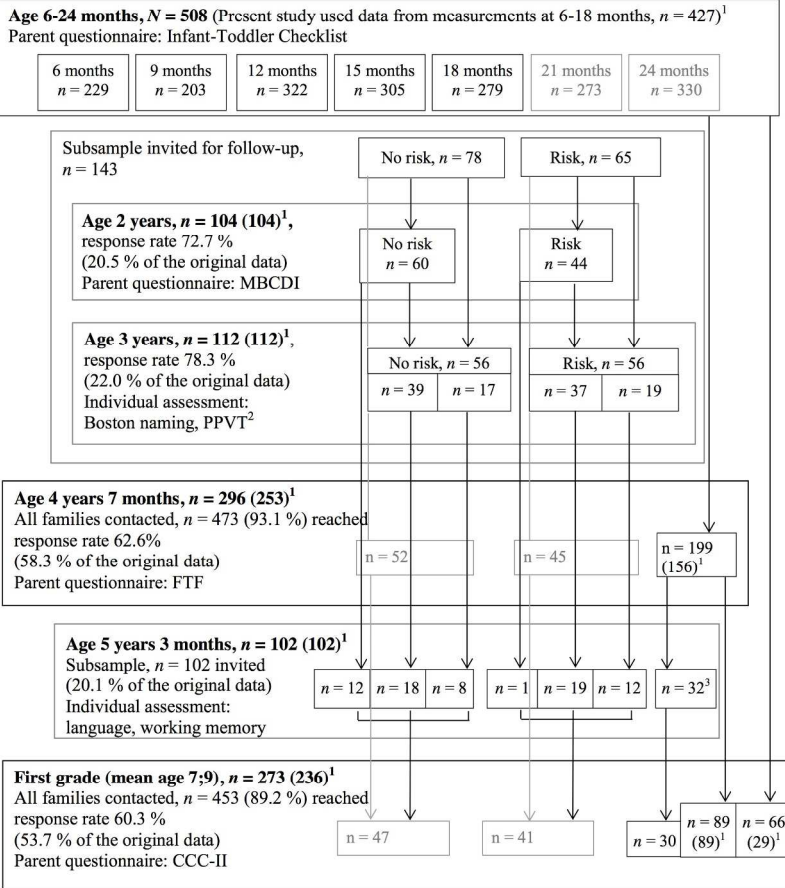 Age 6-24 months, N = 508 (Present study used data from measurements at 6-18 months, n = 427)¹
Parent questionnaire: Infant-Toddler Checklist
6 months
n = 229
9 months
n = 203
12 months
n = 322
15 months
n = 305
18 months
n = 279
21 months
n = 273
24 months
n = 330
Subsample invited for follow-up,
n = 143
No risk, n = 78
Risk, n = 65
Age 2 years, n = 104 (104)¹,
response rate 72.7 %
(20.5 % of the original data)
Parent questionnaire: MBCDI
No risk
n = 60
Risk
n = 44
Age 3 years, n = 112 (112)¹,
response rate 78.3 %
(22.0 % of the original data)
Individual assessment:
Boston naming, PPVT²
No risk, n = 56
n = 39
n = 17
Risk, n = 56
n = 37
n = 19
Age 4 years 7 months, n = 296 (253)¹
All families contacted, n = 473 (93.1 %) reached
response rate 62.6%
(58.3 % of the original data)
Parent questionnaire: FTF
n = 52
n = 45
n = 199
(156)¹
Age 5 years 3 months, n = 102 (102)¹
Subsample, n = 102 invited
(20.1 % of the original data)
Individual assessment:
language, working memory
n = 12
n = 18
n = 8
n = 1
n = 19
n = 12
n = 32³
First grade (mean age 7;9), n = 273 (236)¹
All families contacted, n = 453 (89.2 %) reached
response rate 60.3 %
(53.7 % of the original data)
Parent questionnaire: CCC-II
n = 47
n = 41
n = 30
n = 89
(89)¹
n = 66
(29)¹